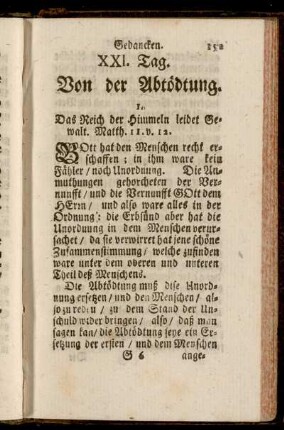 Gedancken. 151
XXI. Tag.
Von der Abtödtung.
1.
Das Reich der Himmeln leidet Ge-
walt. Matth. 11. v. 12.
GOtt hat den Menschen recht er-
schaffen; in ihm ware kein
Fähler / noch Unordnung. Die An-
muthungen gehorcheten der Ver-
nunfft / und die Vernunfft GOtt dem
HErrn / und also ware alles in der
Ordnung: die Erbsünd aber hat die
Unordnung in dem Menschen verur-
sachet / da sie verwirret hat jene schöne
Zusammenstimmung / welche zufinden
ware unter dem oberen und unteren
Theil deß Menschens.
Die Abtödtung muß dise Unord-
nung ersetzen / und den Menschen / al-
so zu reden / zu dem Stand der Un-
schuld wider bringen / also / daß man
sagen kan / die Abtödtung seye ein Er-
setzung der ersten / und dem Menschen
G 6 ange-